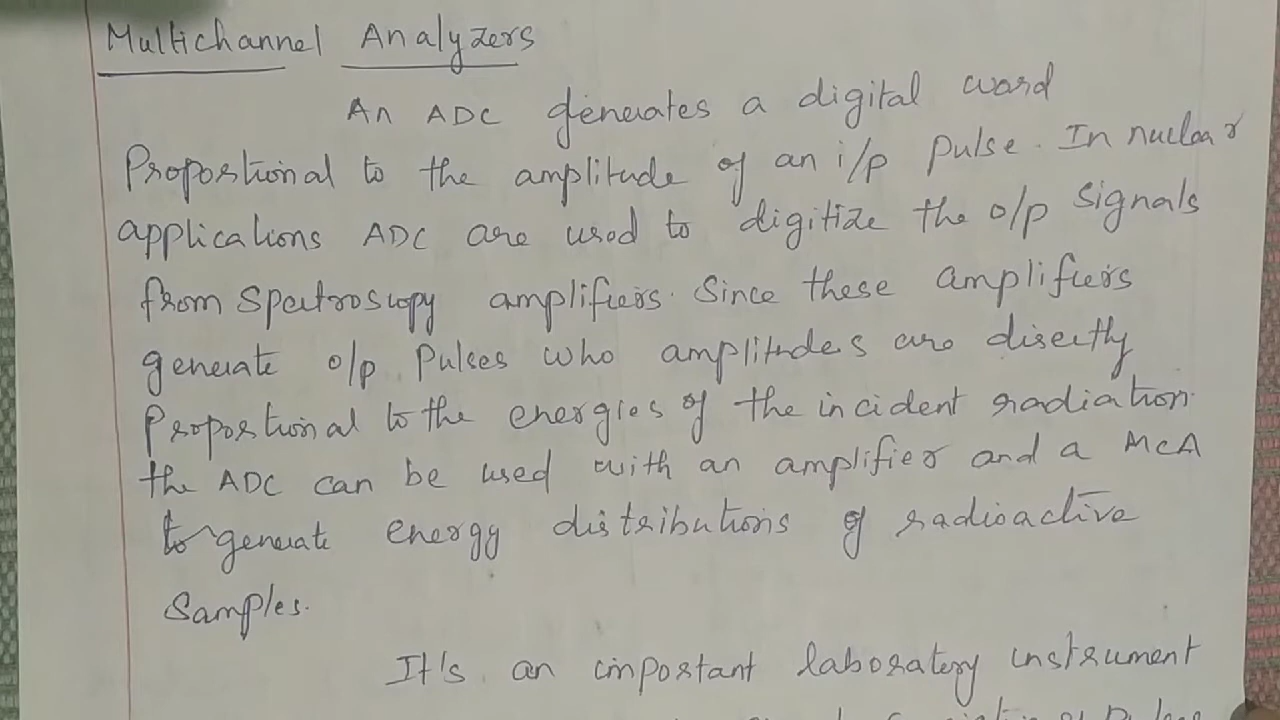 Multichannel Analyzers
An ADC generates a digital word
Proportional to the amplitude of an i/p pulse. In nuclear
applications ADC are used to digitize the o/p signals
from Spectroscopy amplifiers. Since these amplifiers
generate o/p Pulses who amplitudes are directly
Proportional to the energies of the incident radiation.
the ADC can be used with an amplifier and a MCA
to generate energy distributions of radioactive
Samples.
It's an important laboratory instrument